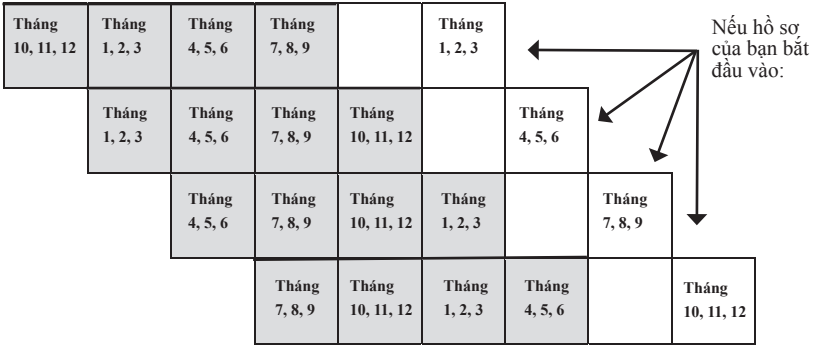 Tháng Tháng Tháng Tháng Tháng
10, 11, 12 1, 2, 3 4, 5, 6 7, 8, 9 1, 2, 3
Nếu hồ sơ
của bạn bắt
đầu vào:
Tháng Tháng Tháng Tháng Tháng
1, 2, 3 4, 5, 6 7, 8, 9 10, 11, 12 4, 5, 6
Tháng Tháng Tháng Tháng Tháng
4, 5, 6 7, 8, 9 10, 11, 12 1, 2, 3 7, 8, 9
Tháng Tháng Tháng Tháng Tháng
7, 8, 9 10, 11, 12 1, 2, 3 4, 5, 6 10, 11, 12